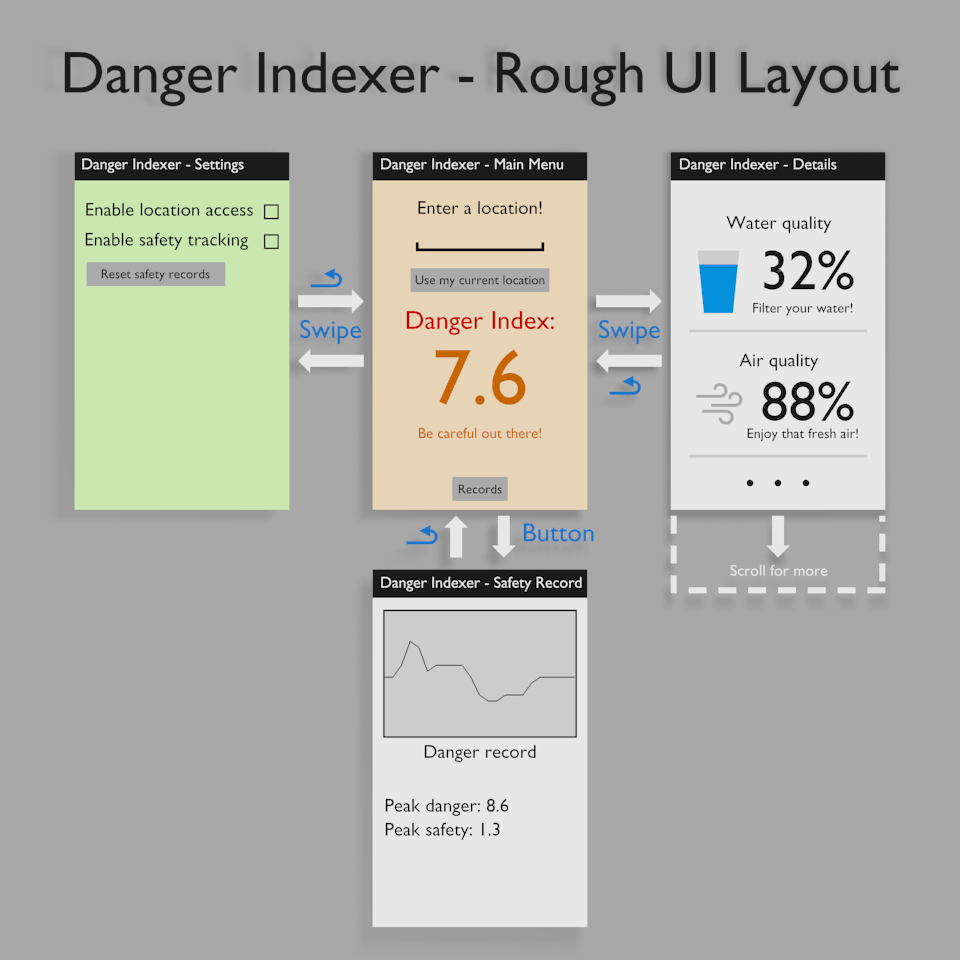 Danger Indexer - Rough UI Layout
Danger Indexer - Settings
Enable location access
Enable safety tracking
Reset safety records
Swipe
Danger Indexer - Main Menu
Enter a location!
Use my current location
Danger Index:
7.6
Be careful out there!
Records
Swipe
Danger Indexer - Details
Water quality
32%
Filter your water!
Air quality
88%
Enjoy that fresh air!
• • •
Scroll for more
Button
Danger Indexer - Safety Record
Danger record
Peak danger: 8.6
Peak safety: 1.3